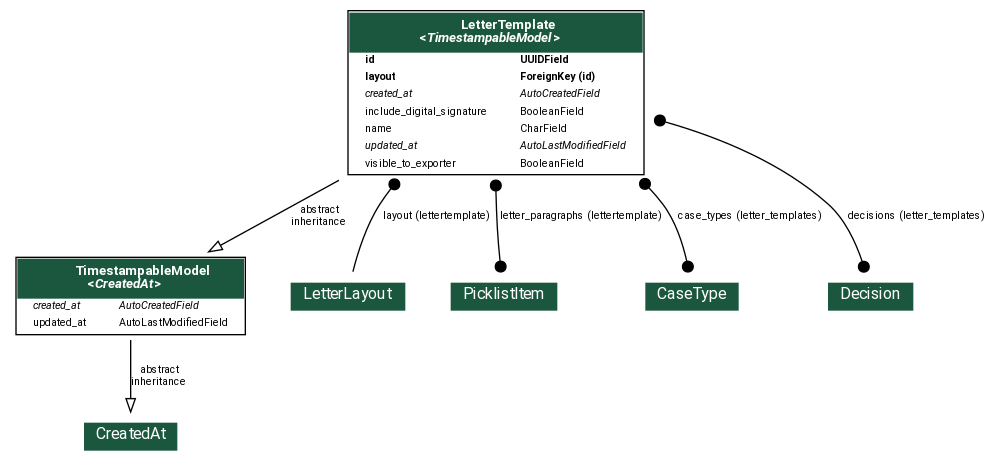 LetterTemplate
<TimestampableModel>
id UUIDField
layout ForeignKey (id)
created_at AutoCreatedField
include_digital_signature BooleanField
name CharField
updated_at AutoLastModifiedField
visible_to_exporter BooleanField
abstract
inheritance
layout (lettertemplate)
letter_paragraphs (lettertemplate)
case_types (letter_templates)
decisions (letter_templates)
TimestampableModel
<CreatedAt>
created_at AutoCreatedField
updated_at AutoLastModifiedField
LetterLayout
PicklistItem
CaseType
Decision
abstract
inheritance
CreatedAt